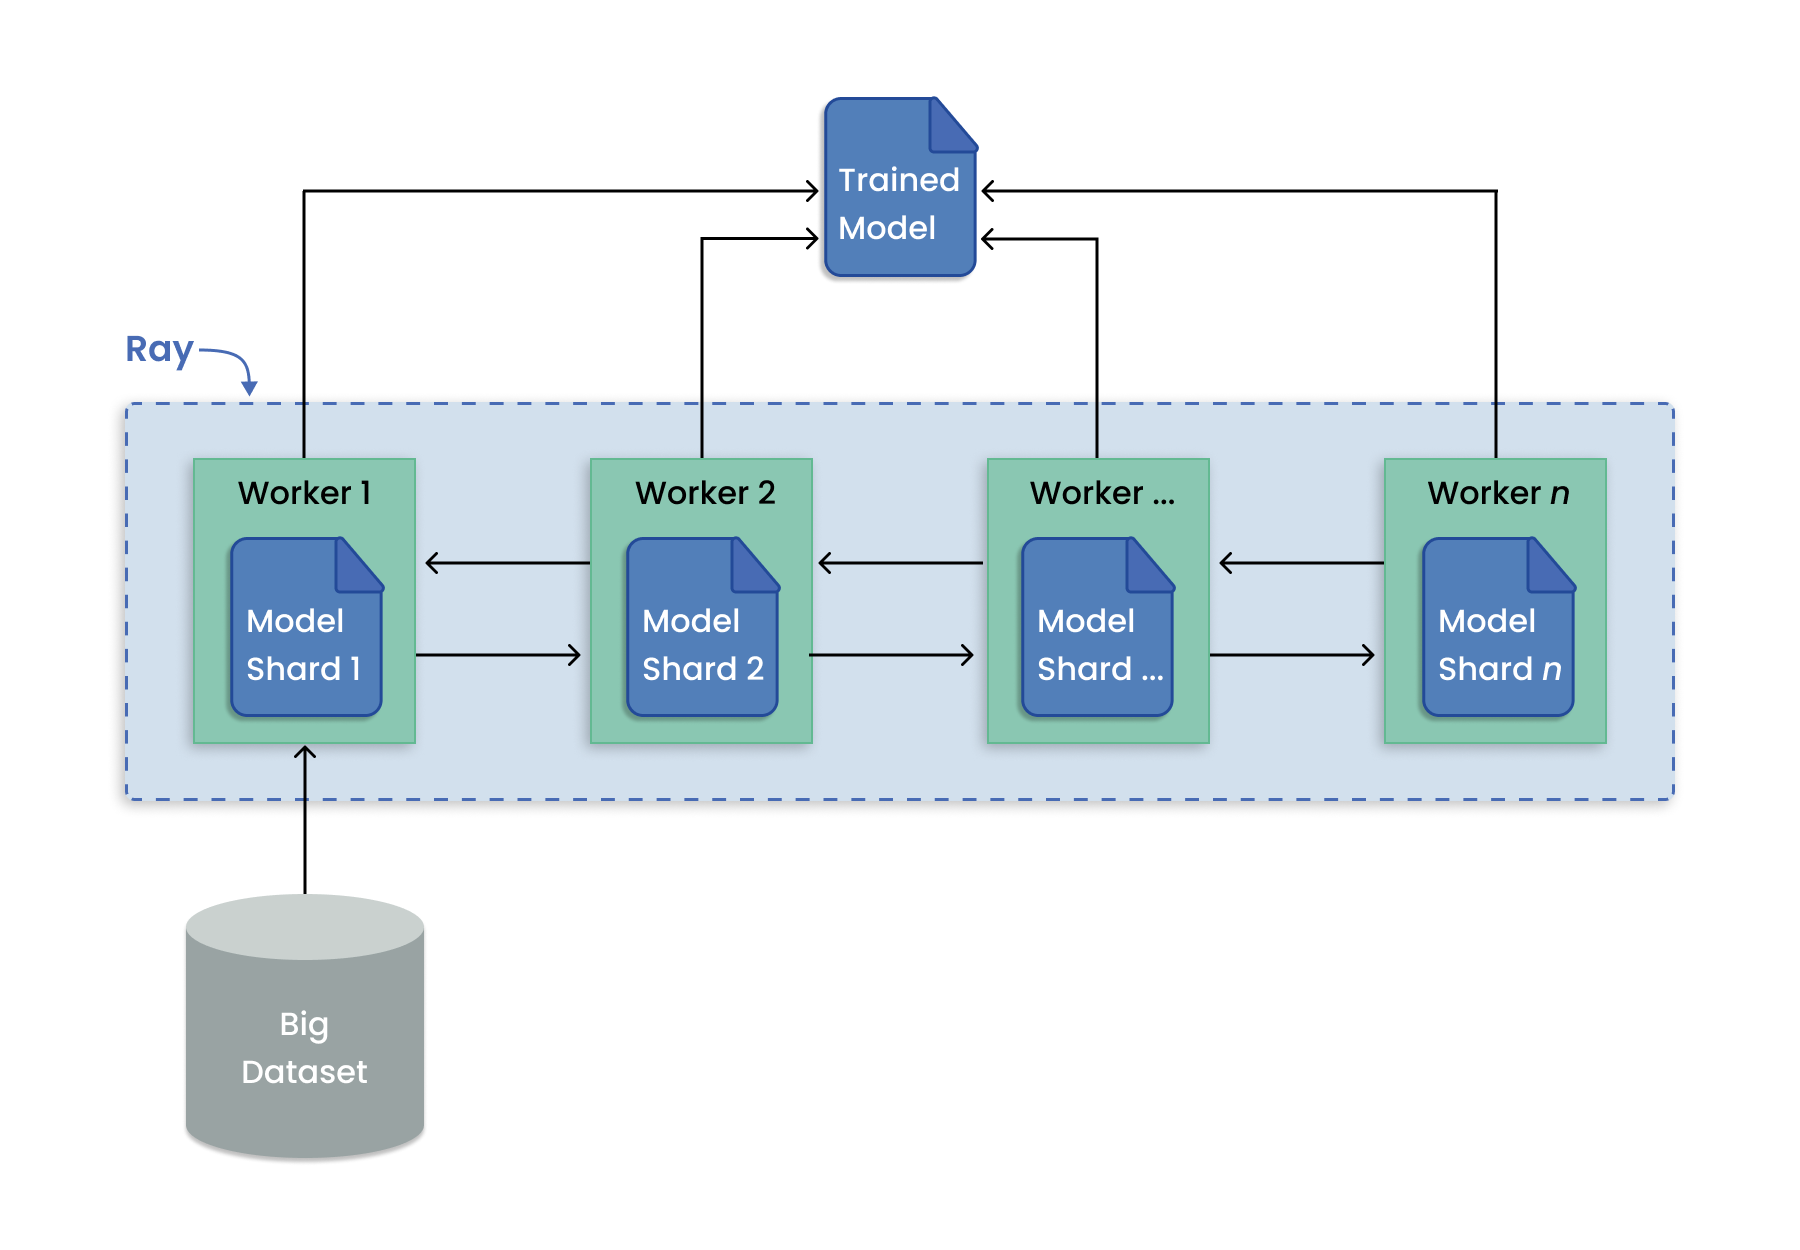 Trained
Model
Ray
Worker 1
Worker 2
Worker ...
Worker n
Model
Shard 1
Model
Shard 2
Model
Shard ...
Model
Shard n
Big
Dataset